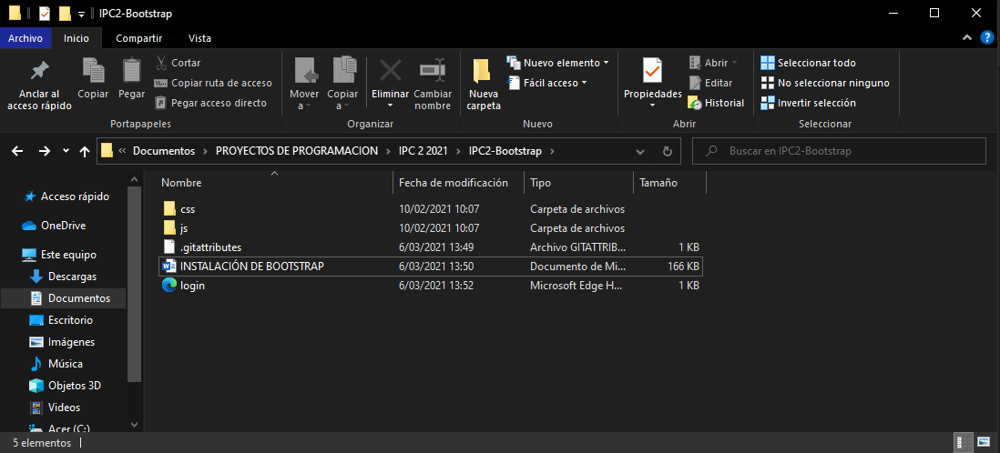 IPC2-Bootstrap
Archivo Inicio Compartir Vista
Anclar al acceso rápido
Copiar
Pegar
Cortar
Copiar ruta de acceso
Pegar acceso directo
Portapapeles
Mover a
Copiar a
Eliminar
Cambiar nombre
Organizar
Nueva carpeta
Nuevo elemento
Fácil acceso
Nuevo
Propiedades
Abrir
Editar
Historial
Abrir
Seleccionar todo
No seleccionar ninguno
Invertir selección
Seleccionar
« Documentos > PROYECTOS DE PROGRAMACION > IPC 2 2021 > IPC2-Bootstrap >
Buscar en IPC2-Bootstrap
Acceso rápido
OneDrive
Este equipo
Descargas
Documentos
Escritorio
Imágenes
Música
Objetos 3D
Videos
Acer (C:)
Nombre Fecha de modificación Tipo Tamaño
css 10/02/2021 10:07 Carpeta de archivos
js 10/02/2021 10:07 Carpeta de archivos
.gitattributes 6/03/2021 13:49 Archivo GITATTRIB... 1 KB
INSTALACIÓN DE BOOTSTRAP 6/03/2021 13:50 Documento de Mi... 166 KB
login 6/03/2021 13:52 Microsoft Edge H... 1 KB
5 elementos